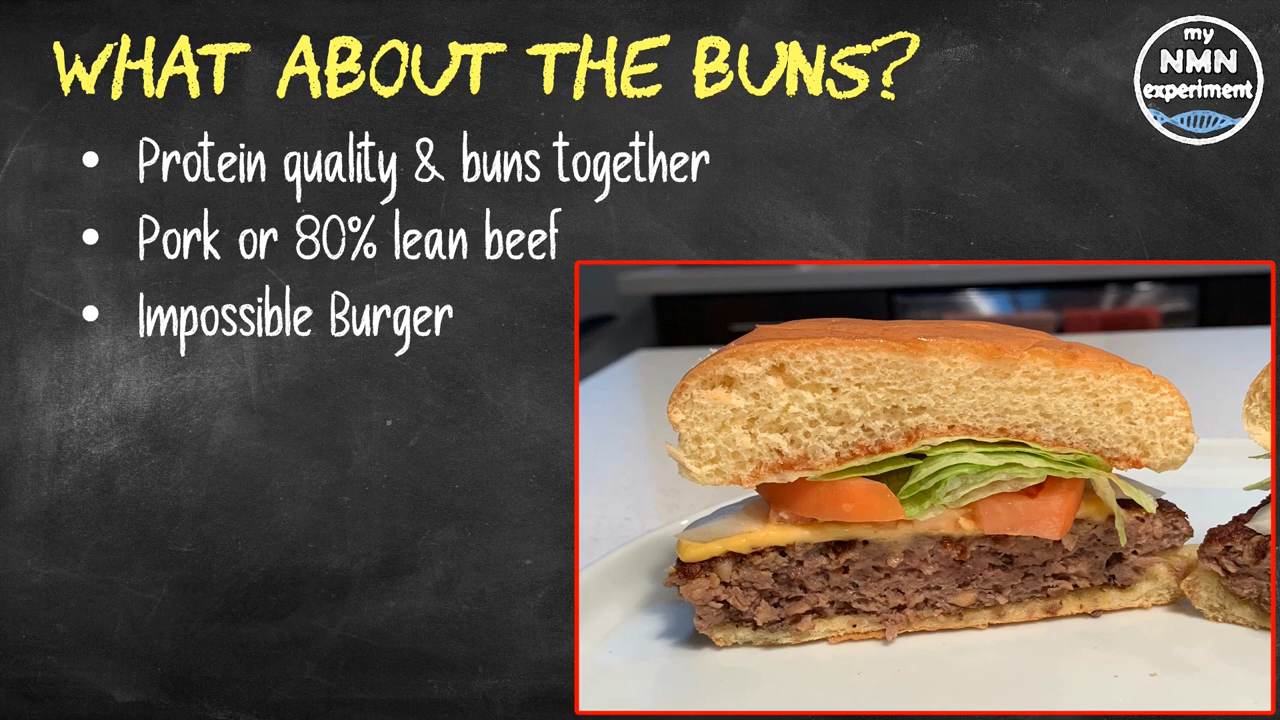 WHAT ABOUT THE BUNS?
my
NMN
experiment
• Protein quality & buns together
• Pork or 80% lean beef
• Impossible Burger